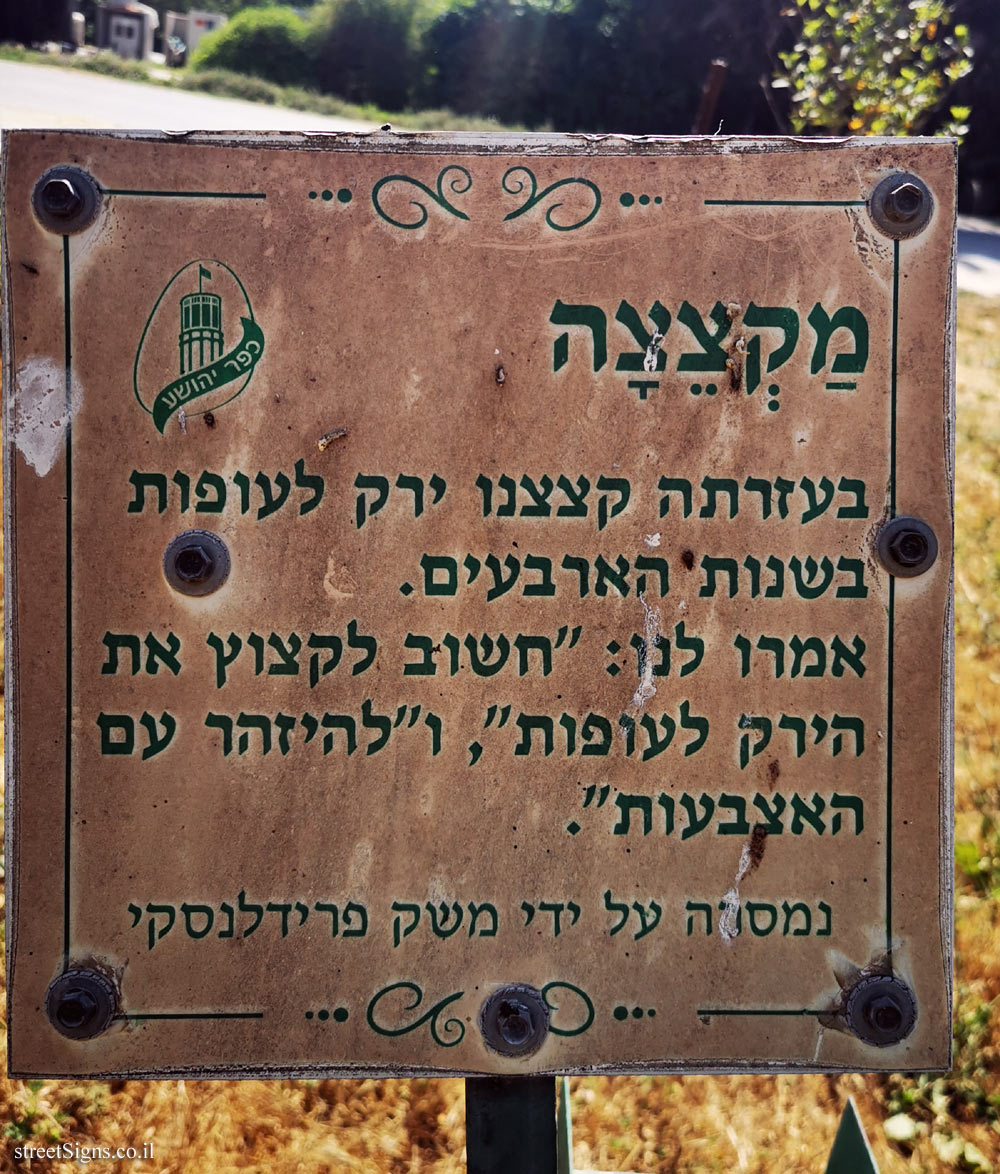 מַקְצֵצָה
כפר יהושע
בעזרתה קצצנו ירק לעופות
בשנות הארבעים.
אמרו לנו: "חשוב לקצוץ את
הירק לעופות", ו"להיזהר עם
האצבעות".
נמסרה על ידי משק פרידלנסקי
streetSigns.co.il